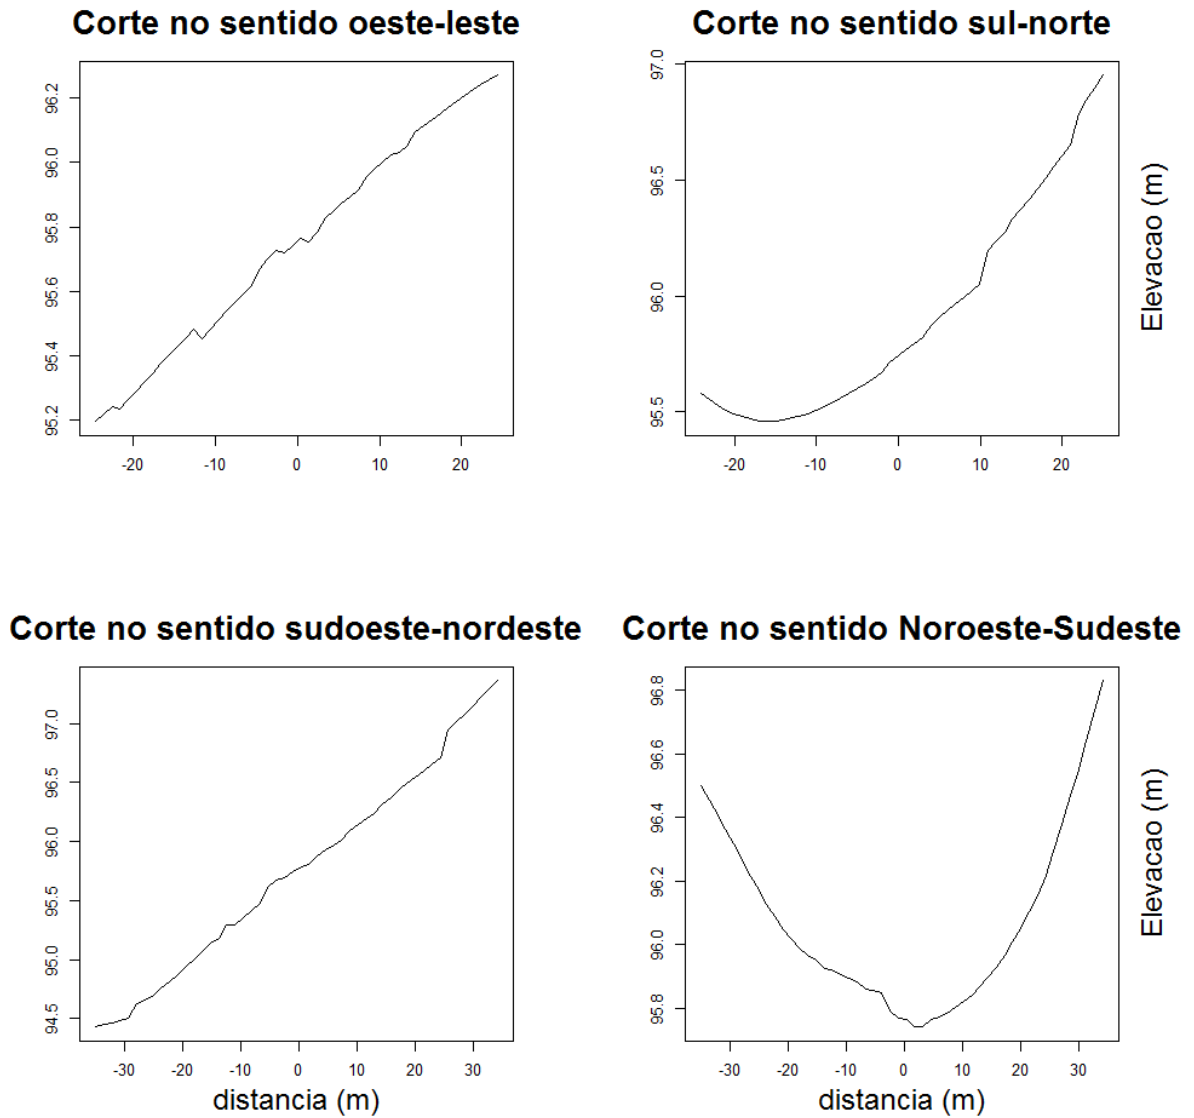 Corte no sentido oeste-leste
96.2
96.0
95.8
95.6
95.4
95.2
-20 -10 0 10 20
Corte no sentido sul-norte
97.0
96.5
96.0
95.5
-20 -10 0 10 20
Elevacao (m)
Corte no sentido sudoeste-nordeste
97.0
96.5
96.0
95.5
95.0
94.5
-30 -20 -10 0 10 20 30
distancia (m)
Corte no sentido Noroeste-Sudeste
96.8
96.6
96.4
96.2
96.0
95.8
-30 -20 -10 0 10 20 30
distancia (m)
Elevacao (m)